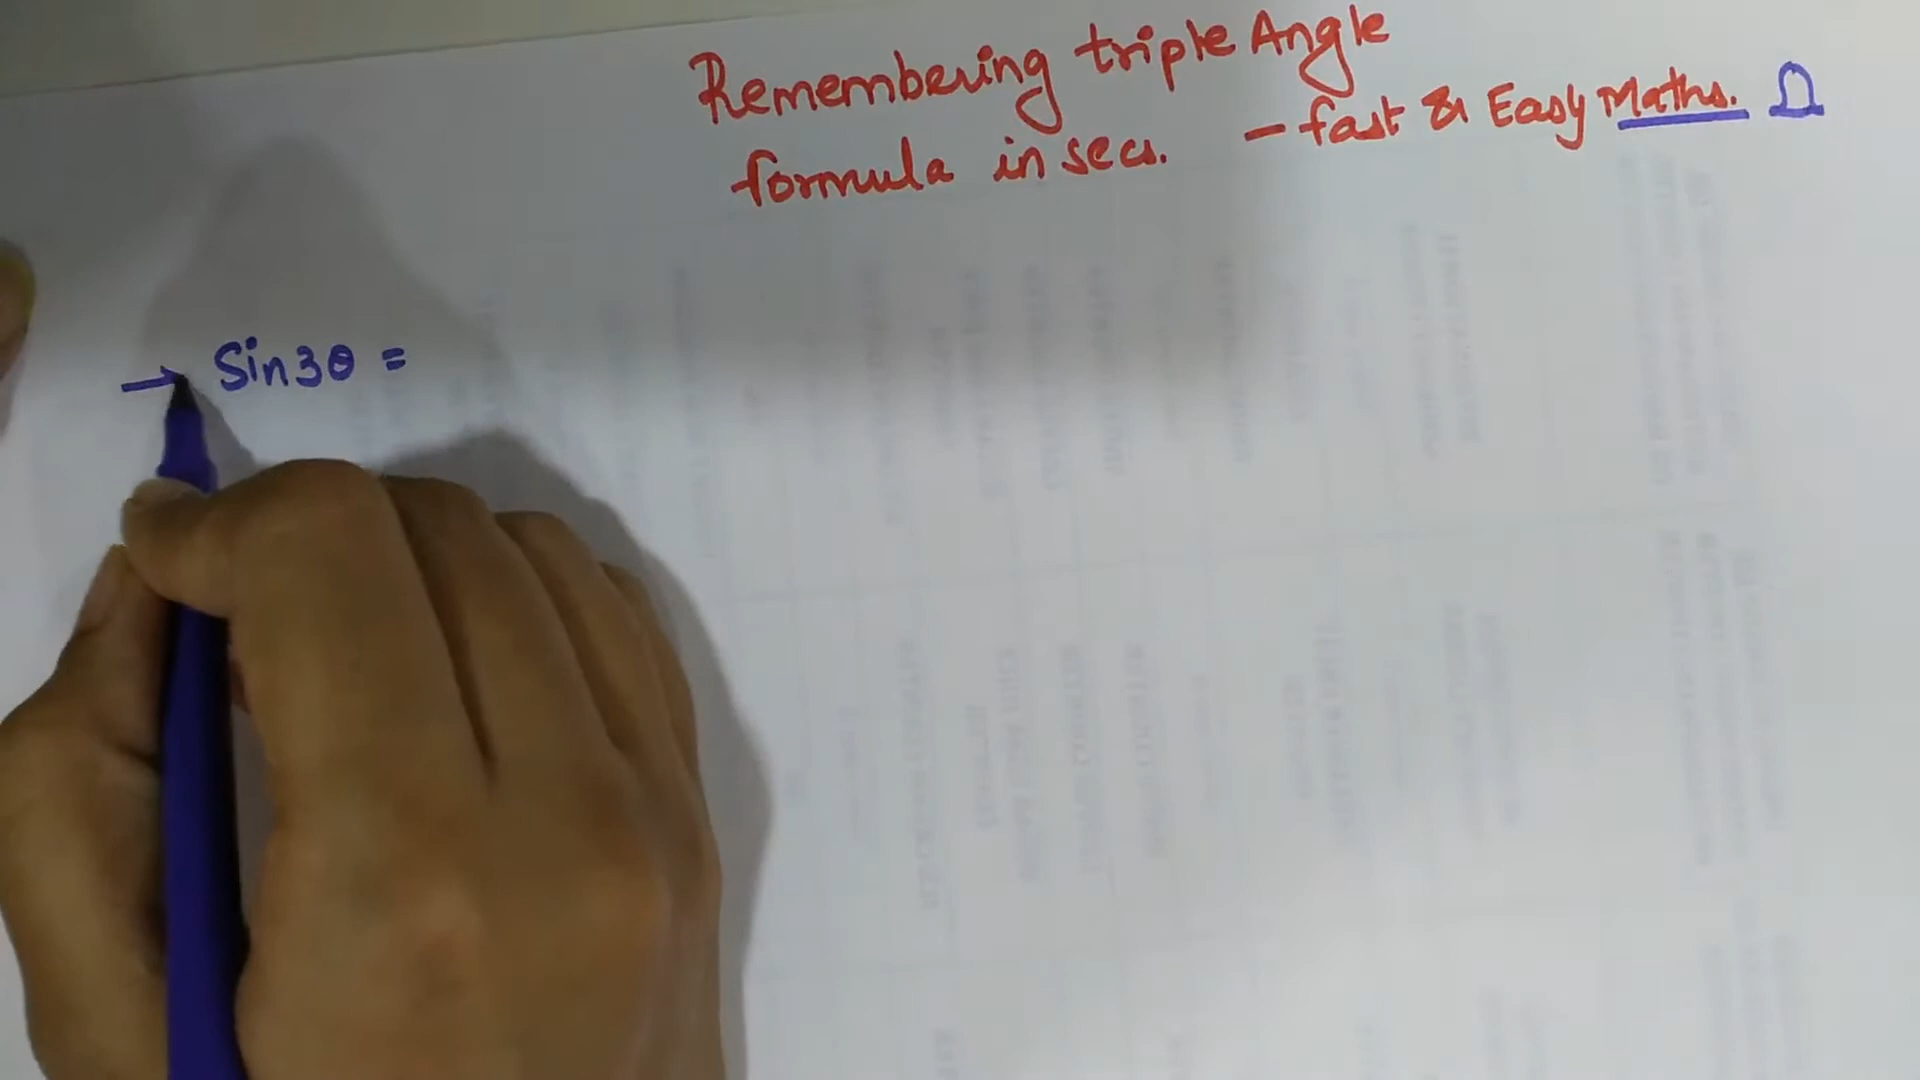 Remembering triple Angle
formula in secs. - fast & Easy Maths.
→ Sin3θ =